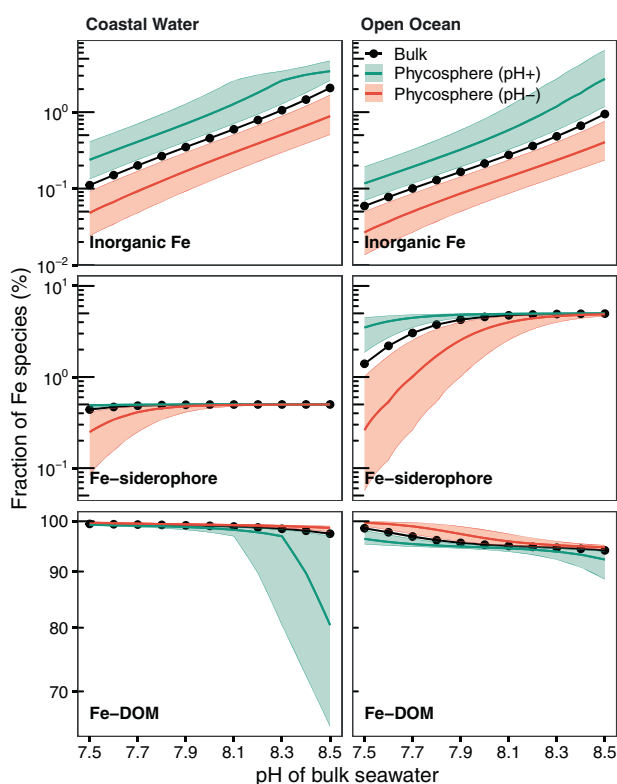 Coastal Water
Open Ocean
Bulk
Phycosphere (pH+)
Phycosphere (pH−)
10⁰
10⁻¹
10⁻²
Inorganic Fe
Inorganic Fe
Fraction of Fe species (%)
10¹
10⁰
10⁻¹
Fe−siderophore
Fe−siderophore
100
90
80
70
Fe−DOM
Fe−DOM
7.5 7.7 7.9 8.1 8.3 8.5 7.5 7.7 7.9 8.1 8.3 8.5
pH of bulk seawater